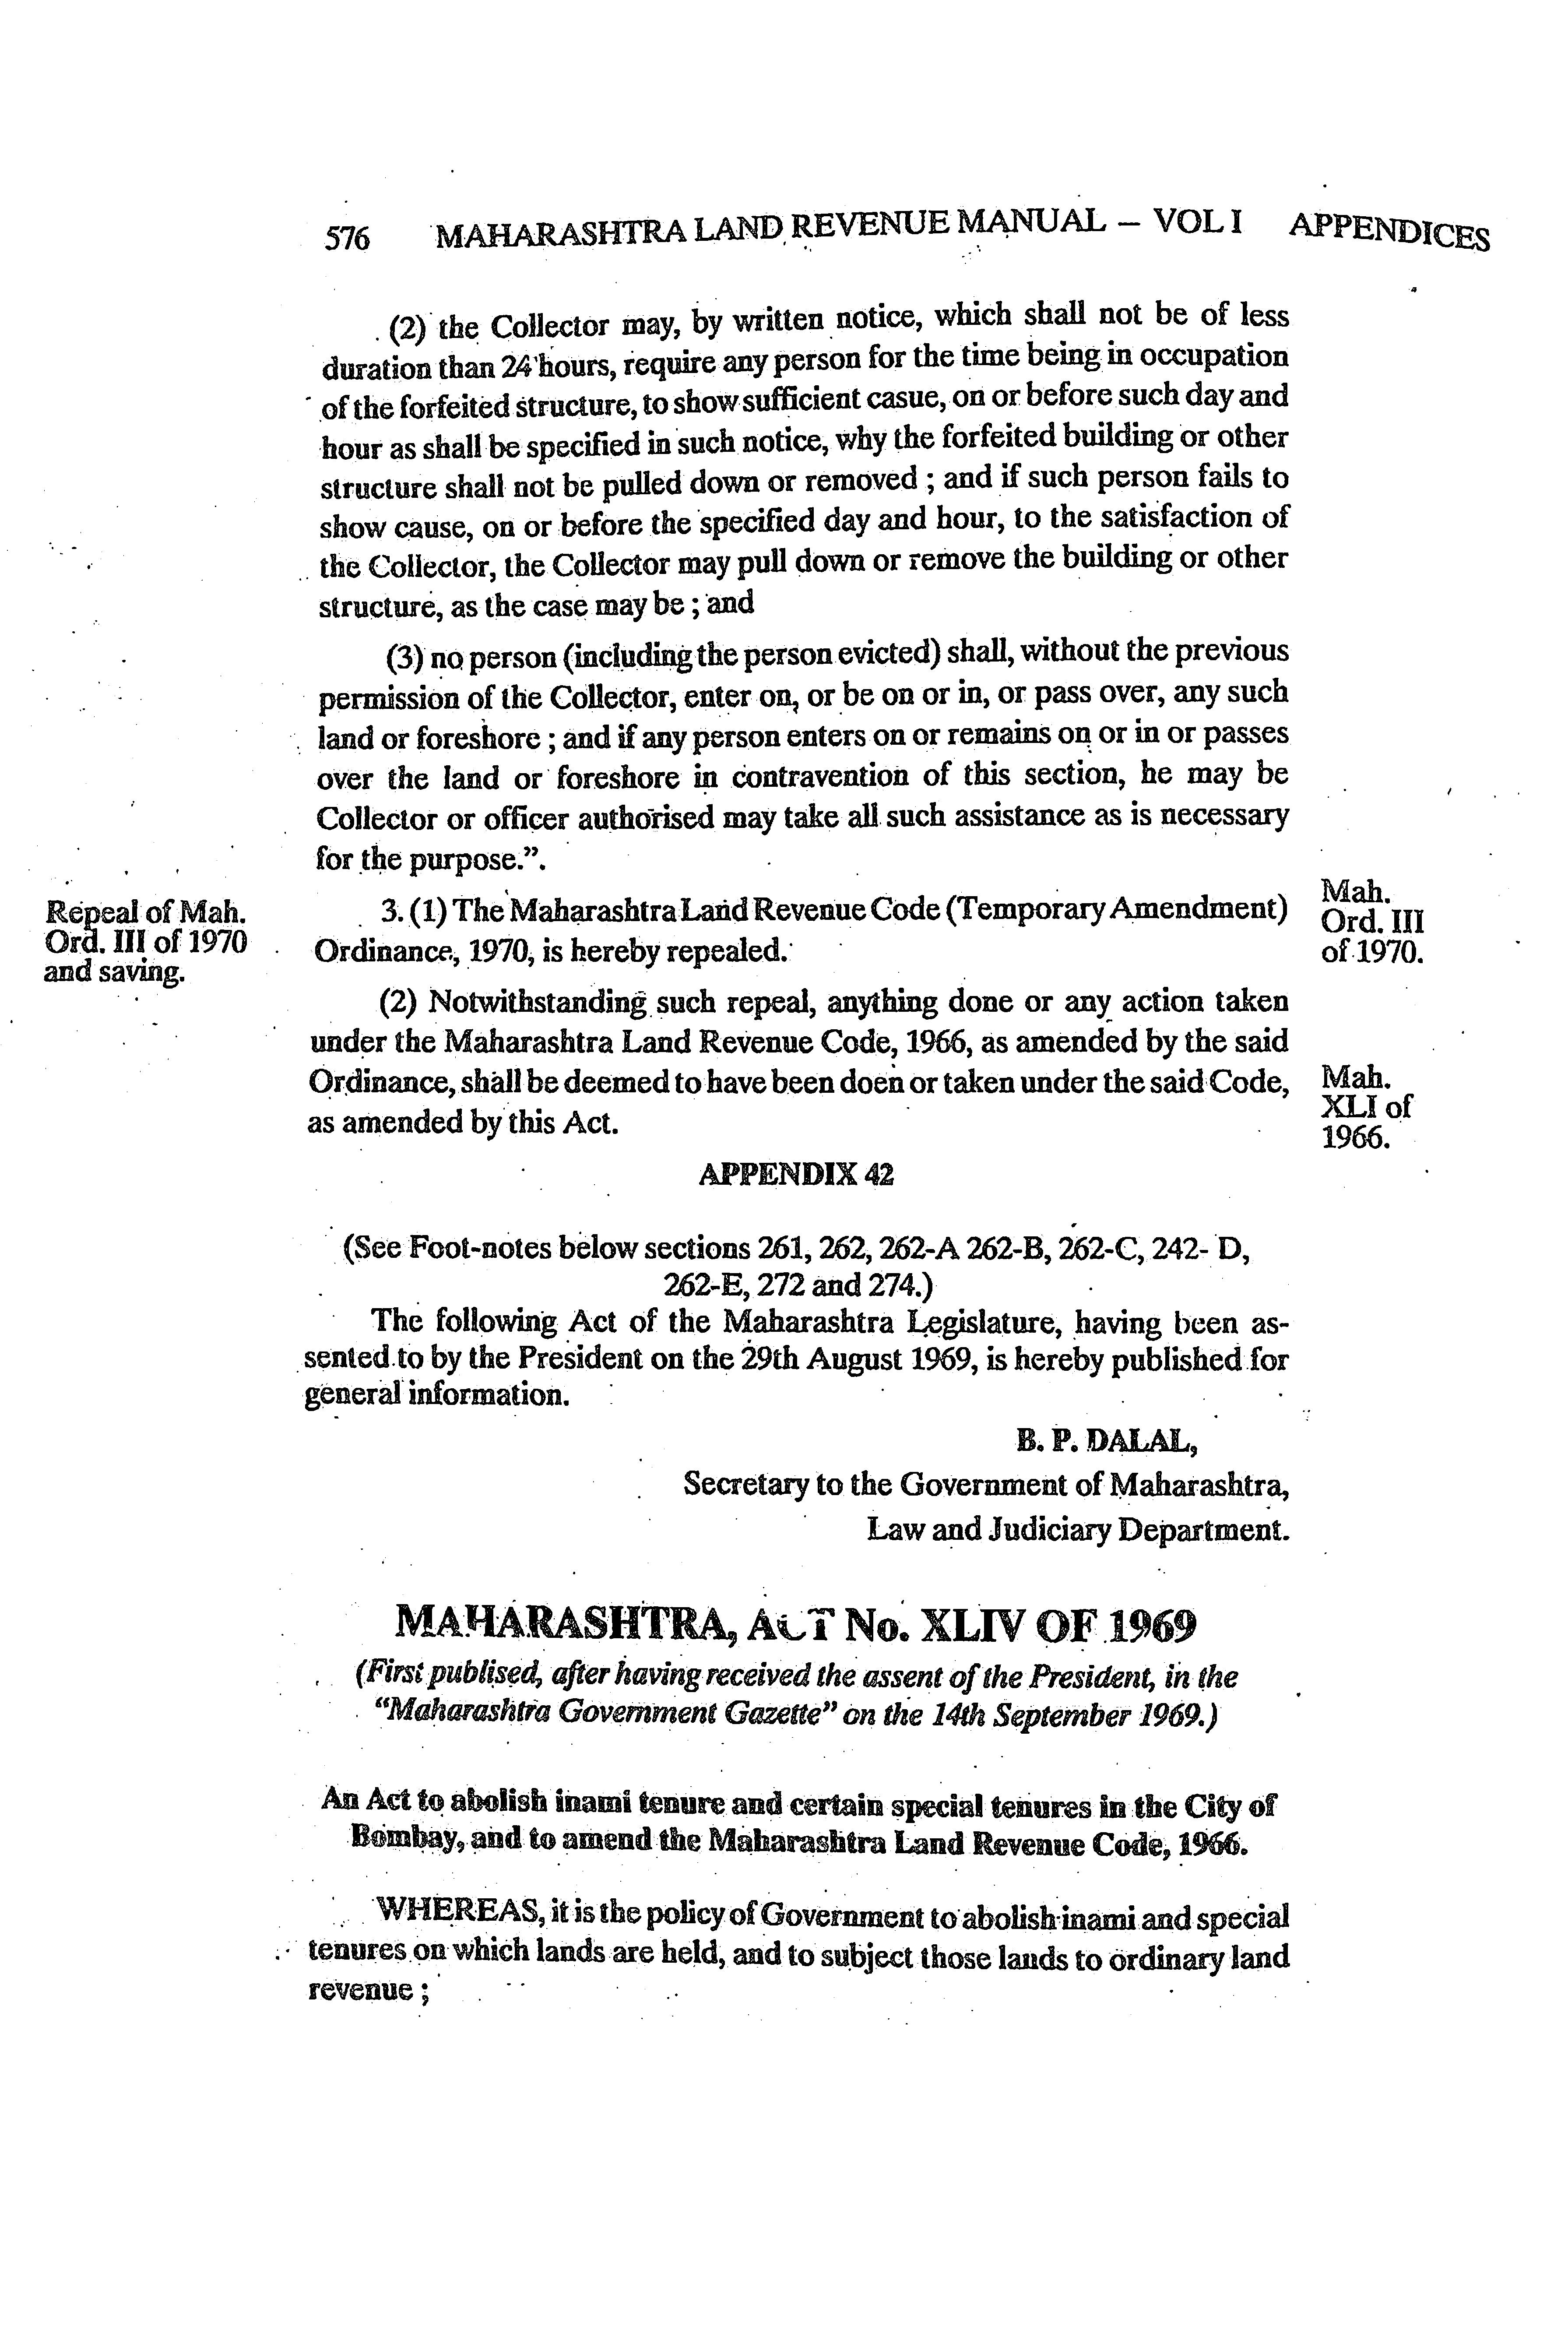 576 MAHARASHTRA LAND REVENUE MANUAL – VOL I APPENDICES
(2) the Collector may, by written notice, which shall not be of less
duration than 24 hours, require any person for the time being in occupation
of the forfeited structure, to show sufficient casue, on or before such day and
hour as shall be specified in such notice, why the forfeited building or other
structure shall not be pulled down or removed ; and if such person fails to
show cause, on or before the specified day and hour, to the satisfaction of
the Collector, the Collector may pull down or remove the building or other
structure, as the case may be ; and
(3) no person (including the person evicted) shall, without the previous
permission of the Collector, enter on, or be on or in, or pass over, any such
land or foreshore ; and if any person enters on or remains on or in or passes
over the land or foreshore in contravention of this section, he may be
Collector or officer authorised may take all such assistance as is necessary
for the purpose.”.
Repeal of Mah.
Ord. III of 1970
and saving.
3. (1) The Maharashtra Land Revenue Code (Temporary Amendment)
Ordinance, 1970, is hereby repealed.
Mah.
Ord. III
of 1970.
(2) Notwithstanding such repeal, anything done or any action taken
under the Maharashtra Land Revenue Code, 1966, as amended by the said
Ordinance, shall be deemed to have been doen or taken under the said Code,
as amended by this Act.
Mah.
XLI of
1966.
APPENDIX 42
(See Foot-notes below sections 261, 262, 262-A 262-B, 262-C, 242- D,
262-E, 272 and 274.)
The following Act of the Maharashtra Legislature, having been as-
sented to by the President on the 29th August 1969, is hereby published for
general information.
B. P. DALAL,
Secretary to the Government of Maharashtra,
Law and Judiciary Department.
MAHARASHTRA, ACT No. XLIV OF 1969
(First publised, after having received the assent of the President, in the
“Maharashtra Government Gazette” on the 14th September 1969.)
An Act to abolish inami tenure and certain special tenures in the City of
Bombay, and to amend the Maharashtra Land Revenue Code, 1966.
WHEREAS, it is the policy of Government to abolish inami and special
tenures on which lands are held, and to subject those lands to ordinary land
revenue ;